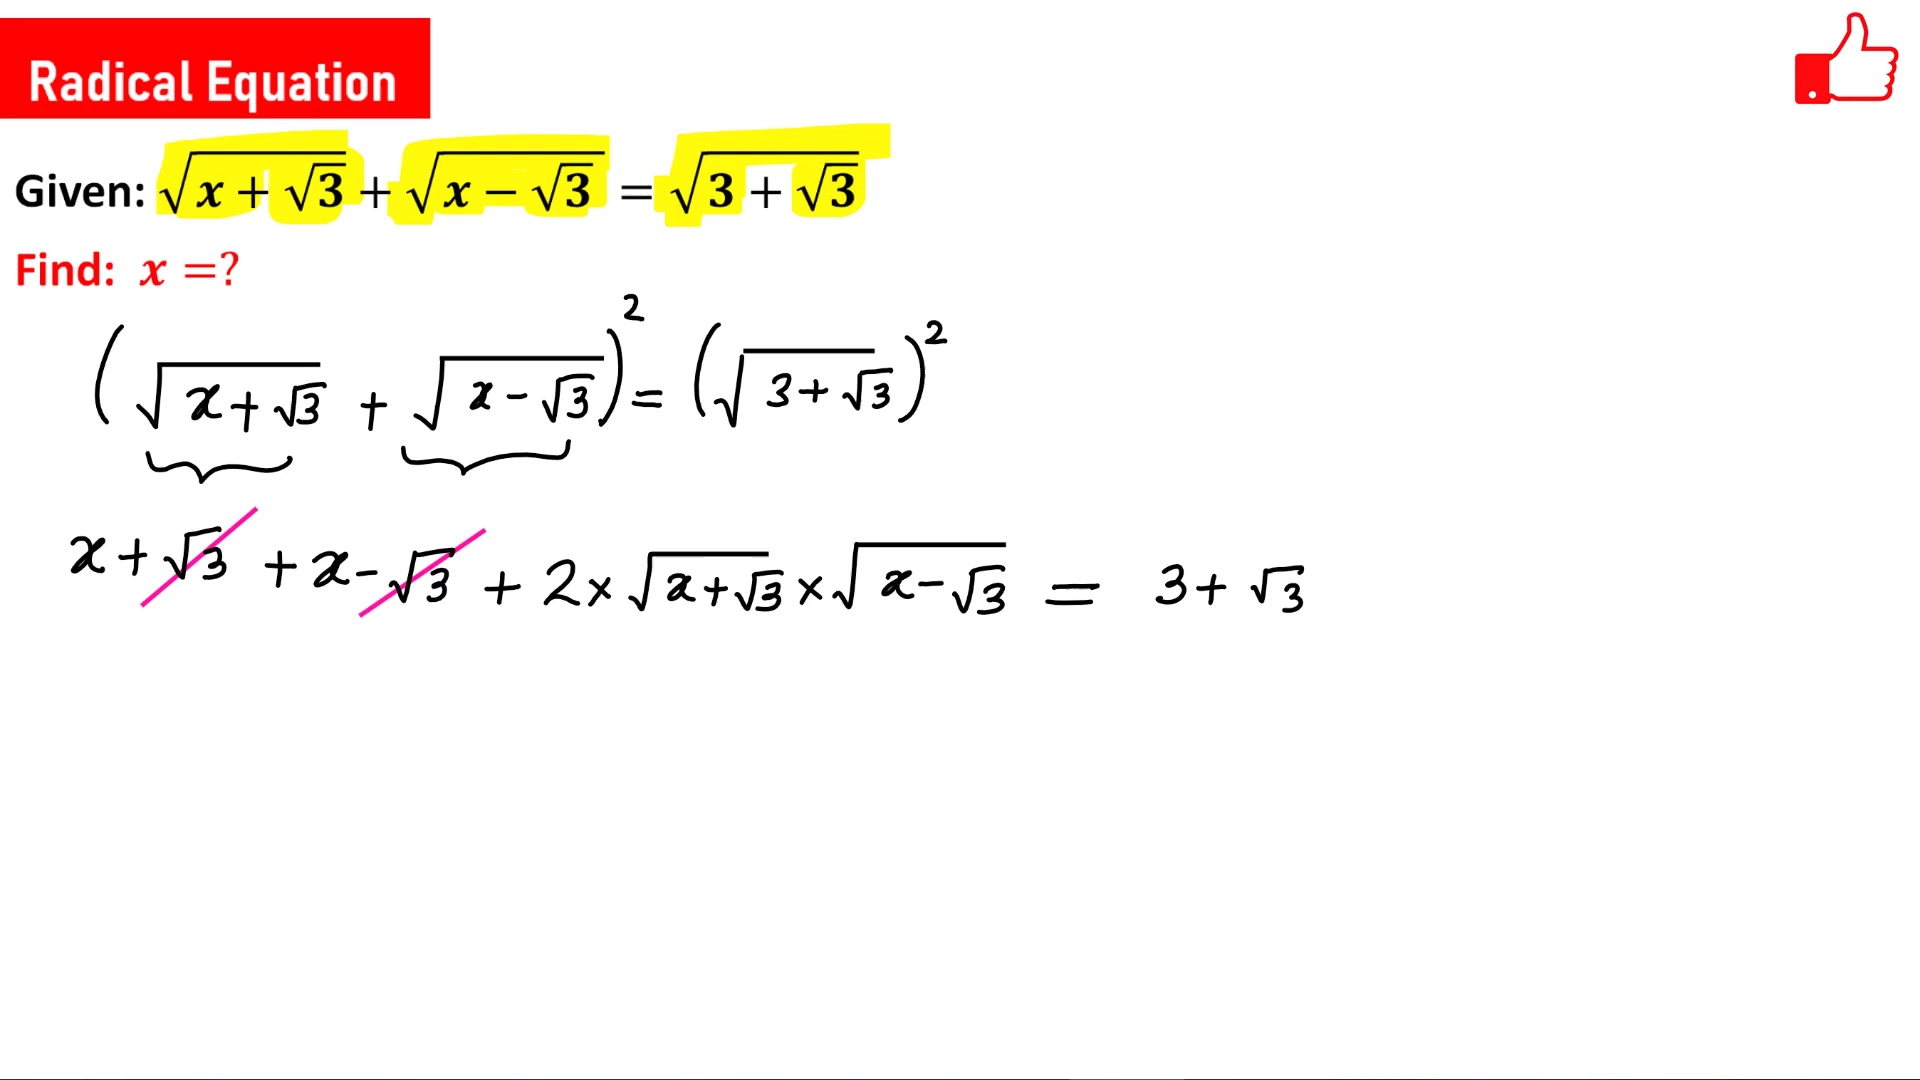 Radical Equation
Given: √(x + √3) + √(x − √3) = √(3 + √3)
Find: x =?
(√(x + √3) + √(x - √3))² = (√(3 + √3))²
x + √3 + x - √3 + 2 × √(x + √3) × √(x - √3) = 3 + √3